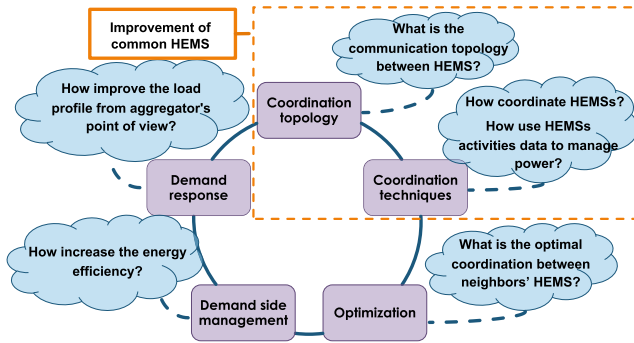 Improvement of
common HEMS
What is the
communication topology
between HEMS?
How improve the load
profile from aggregator's
point of view?
Coordination
topology
How coordinate HEMSs?
How use HEMSs
activities data to manage
power?
Demand
response
Coordination
techniques
How increase the energy
efficiency?
What is the optimal
coordination between
neighbors' HEMS?
Demand side
management
Optimization